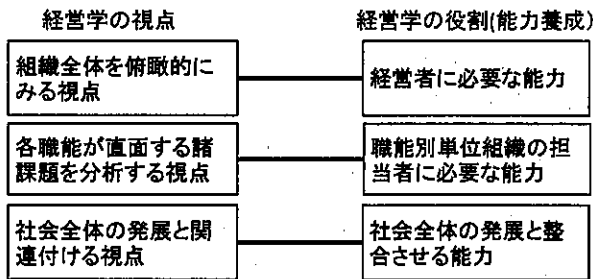 経営学の視点
経営学の役割(能力養成)
組織全体を俯瞰的に
みる視点
経営者に必要な能力
各職能が直面する諸
課題を分析する視点
職能別単位組織の担
当者に必要な能力
社会全体の発展と関
連付ける視点
社会全体の発展と整
合させる能力